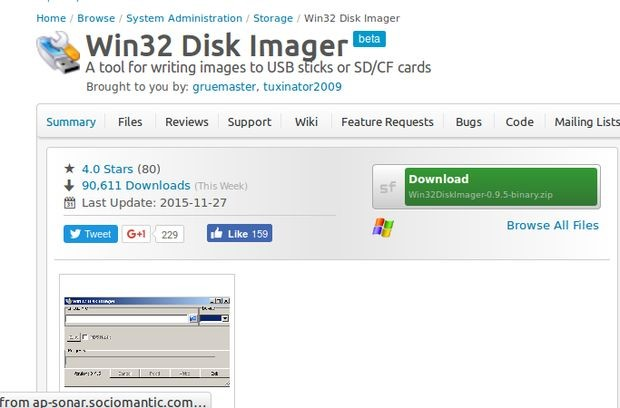 Home / Browse / System Administration / Storage / Win32 Disk Imager
Win32 Disk Imager beta
A tool for writing images to USB sticks or SD/CF cards
Brought to you by: gruemaster, tuxinator2009
Summary Files Reviews Support Wiki Feature Requests Bugs Code Mailing Lists
4.0 Stars (80)
90,611 Downloads (This Week)
Last Update: 2015-11-27
sf Download
Win32DiskImager-0.9.5-binary.zip
Browse All Files
Tweet G+1 229 Like 159
from ap-sonar.sociomantic.com...